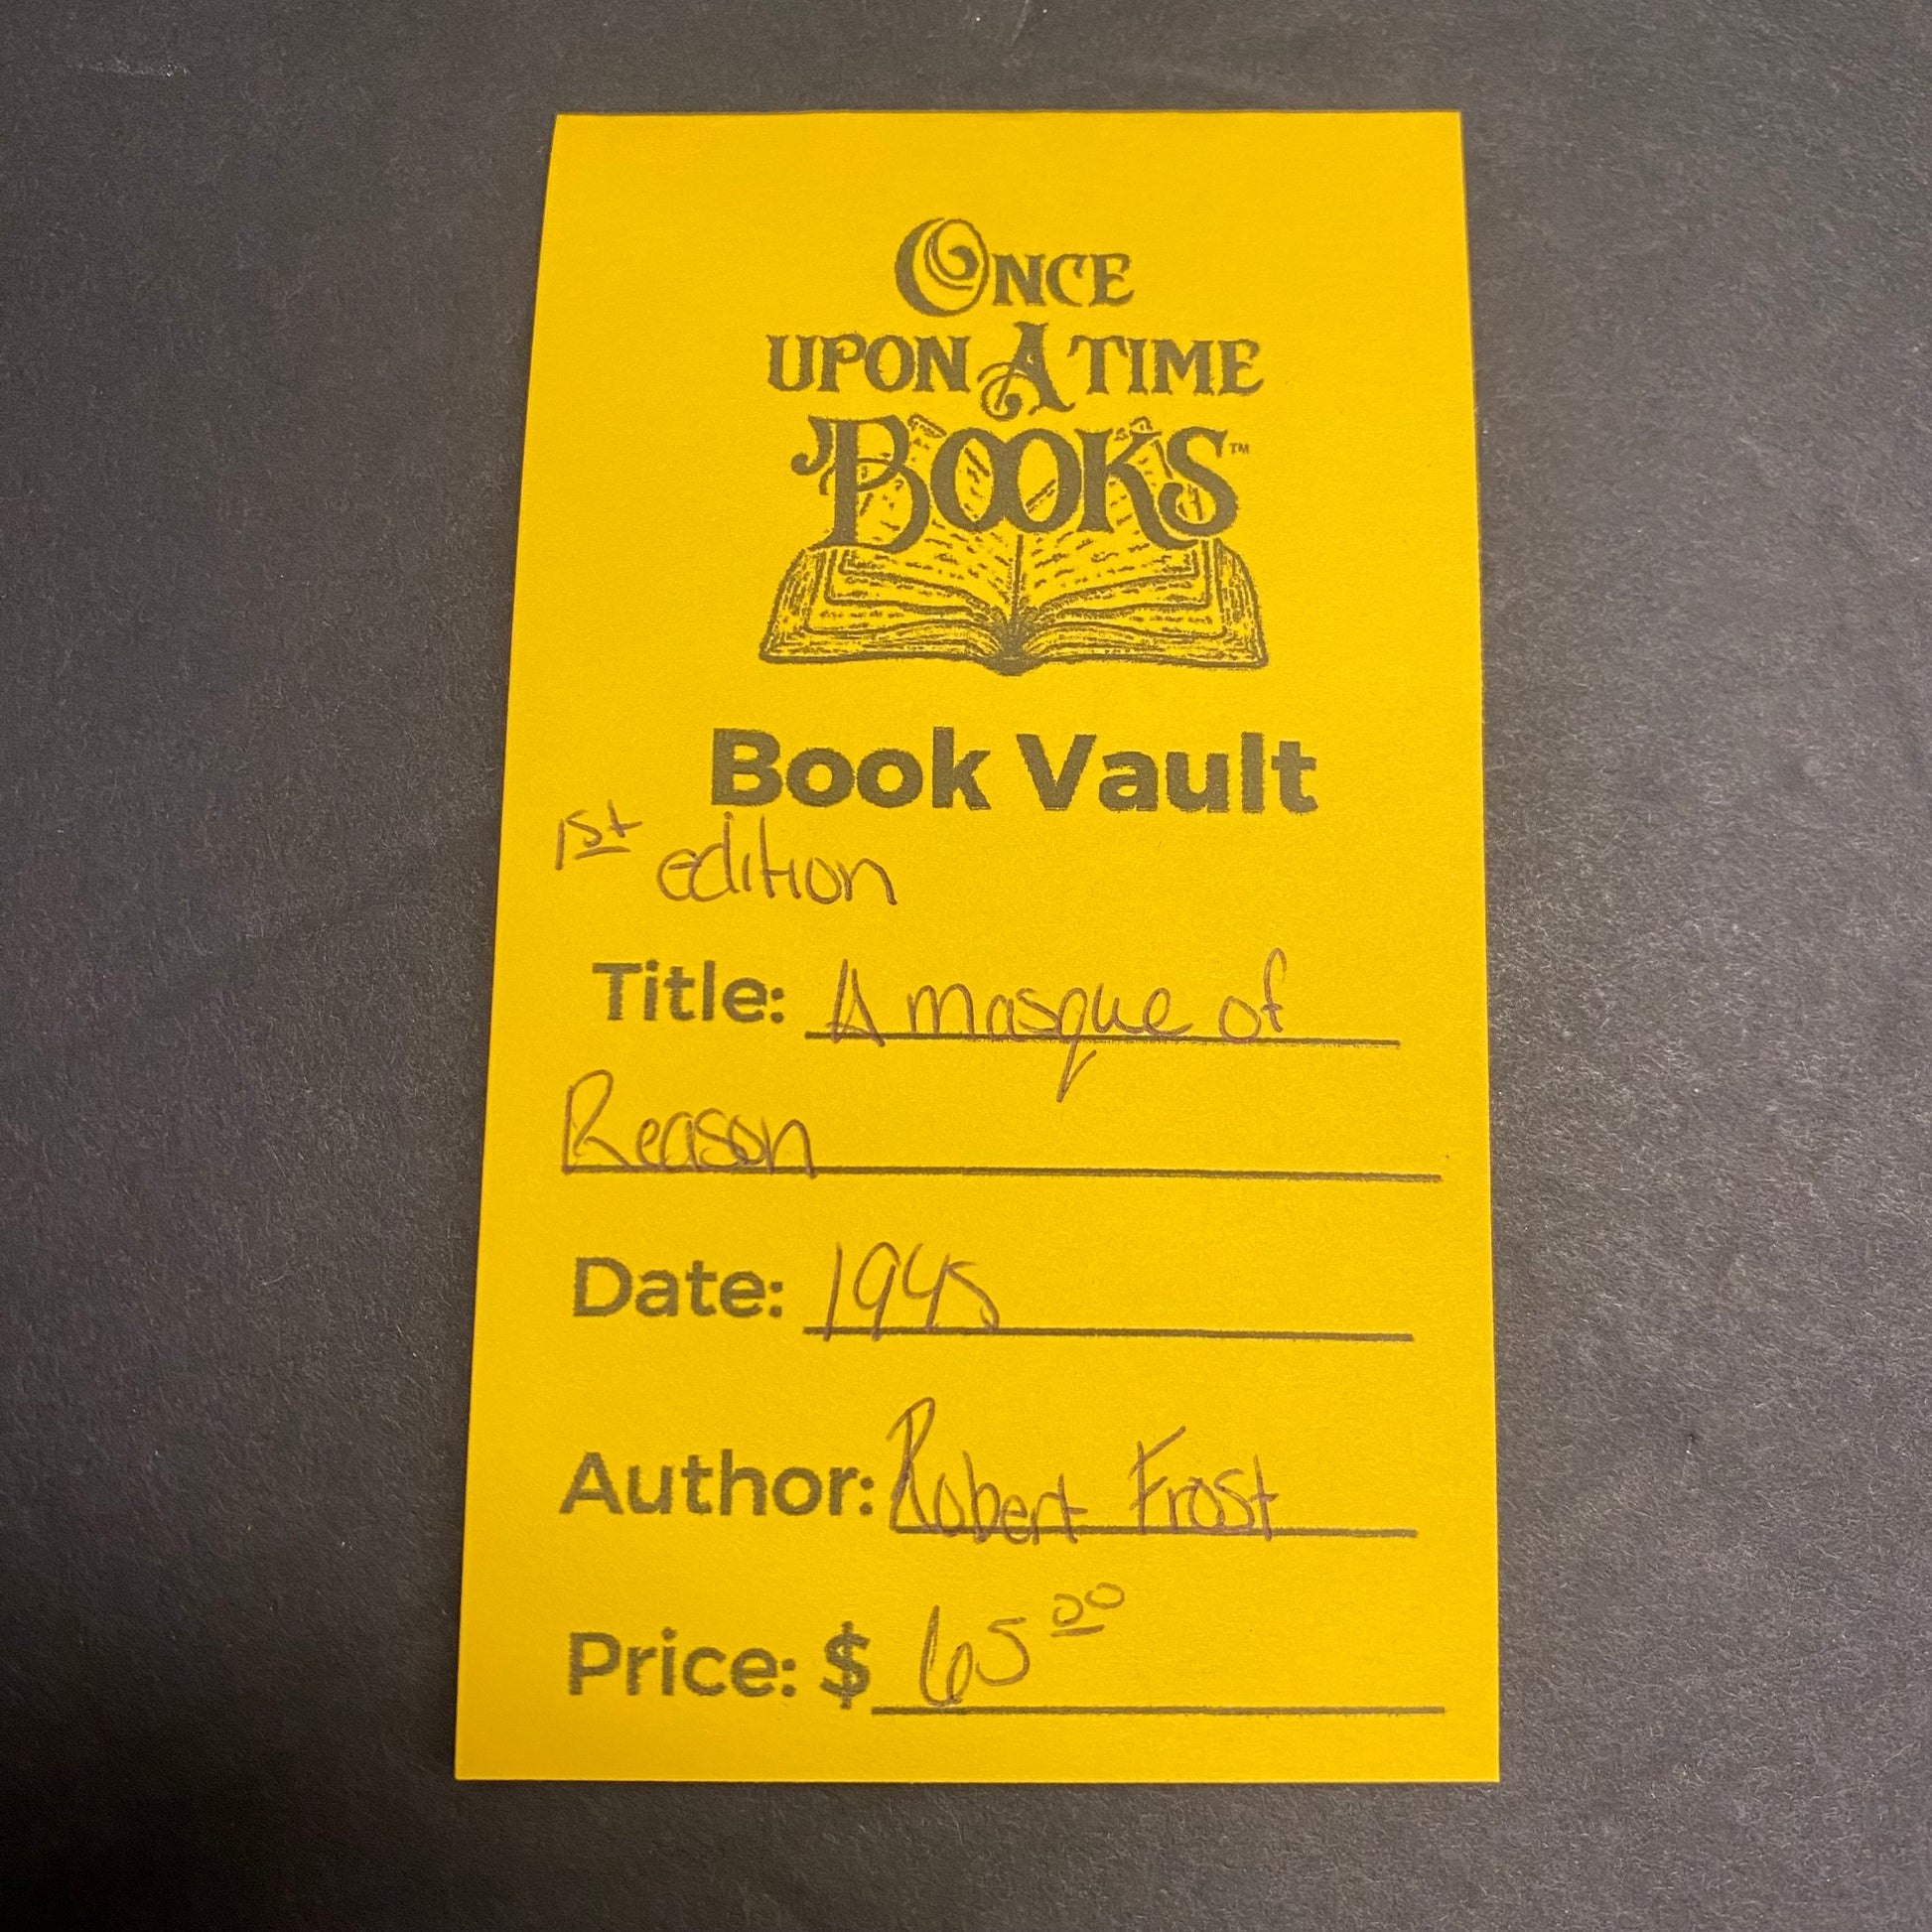 ONCE
UPON A TIME
BOOKS™
Book Vault
1st edition
Title: A masque of
Reason
Date: 1945
Author: Robert Frost
Price: $ 65 00